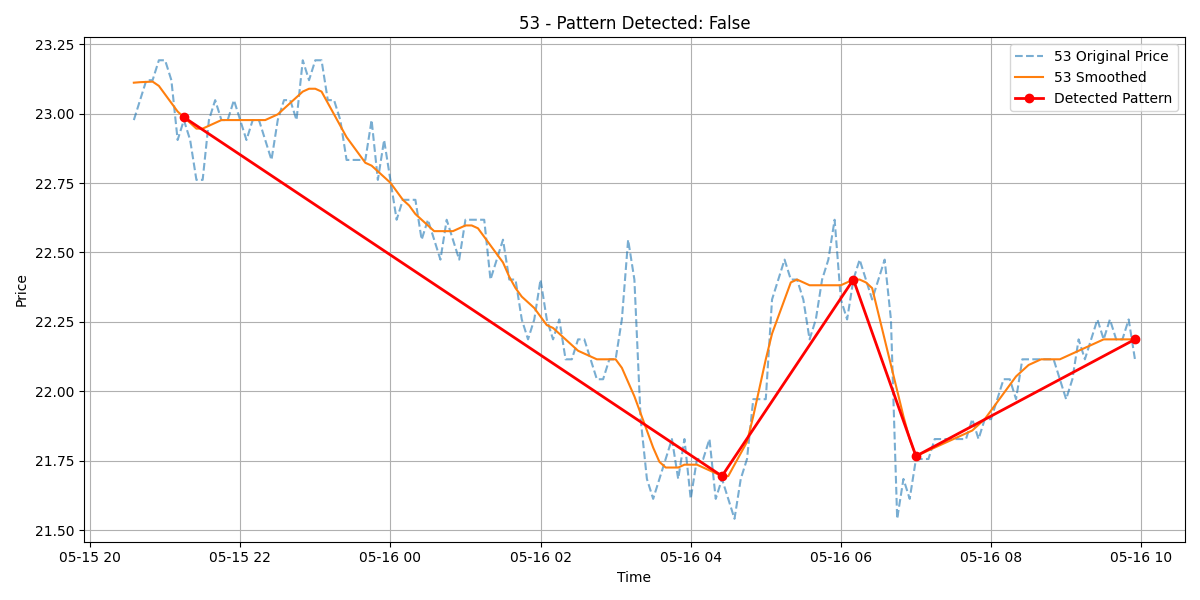 53 - Pattern Detected: False
53 Original Price
53 Smoothed
Detected Pattern
Price
23.25
23.00
22.75
22.50
22.25
22.00
21.75
21.50
05-15 20
05-15 22
05-16 00
05-16 02
05-16 04
05-16 06
05-16 08
05-16 10
Time